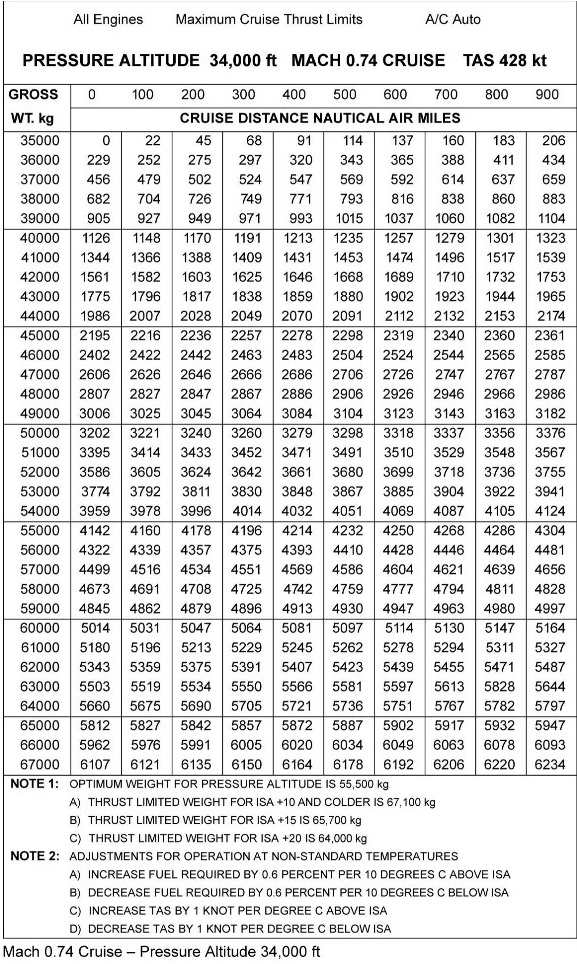 All Engines Maximum Cruise Thrust Limits A/C Auto
PRESSURE ALTITUDE 34,000 ft MACH 0.74 CRUISE TAS 428 kt
GROSS 0 100 200 300 400 500 600 700 800 900
WT. kg CRUISE DISTANCE NAUTICAL AIR MILES
35000 0 22 45 68 91 114 137 160 183 206
36000 229 252 275 297 320 343 365 388 411 434
37000 456 479 502 524 547 569 592 614 637 659
38000 682 704 726 749 771 793 816 838 860 883
39000 905 927 949 971 993 1015 1037 1060 1082 1104
40000 1126 1148 1170 1191 1213 1235 1257 1279 1301 1323
41000 1344 1366 1388 1409 1431 1453 1474 1496 1517 1539
42000 1561 1582 1603 1625 1646 1668 1689 1710 1732 1753
43000 1775 1796 1817 1838 1859 1880 1902 1923 1944 1965
44000 1986 2007 2028 2049 2070 2091 2112 2132 2153 2174
45000 2195 2216 2236 2257 2278 2298 2319 2340 2360 2361
46000 2402 2422 2442 2463 2483 2504 2524 2544 2565 2585
47000 2606 2626 2646 2666 2686 2706 2726 2747 2767 2787
48000 2807 2827 2847 2867 2886 2906 2926 2946 2966 2986
49000 3006 3025 3045 3064 3084 3104 3123 3143 3163 3182
50000 3202 3221 3240 3260 3279 3298 3318 3337 3356 3376
51000 3395 3414 3433 3452 3471 3491 3510 3529 3548 3567
52000 3586 3605 3624 3642 3661 3680 3699 3718 3736 3755
53000 3774 3792 3811 3830 3848 3867 3885 3904 3922 3941
54000 3959 3978 3996 4014 4032 4051 4069 4087 4105 4124
55000 4142 4160 4178 4196 4214 4232 4250 4268 4286 4304
56000 4322 4339 4357 4375 4393 4410 4428 4446 4464 4481
57000 4499 4516 4534 4551 4569 4586 4604 4621 4639 4656
58000 4673 4691 4708 4725 4742 4759 4777 4794 4811 4828
59000 4845 4862 4879 4896 4913 4930 4947 4963 4980 4997
60000 5014 5031 5047 5064 5081 5097 5114 5130 5147 5164
61000 5180 5196 5213 5229 5245 5262 5278 5294 5311 5327
62000 5343 5359 5375 5391 5407 5423 5439 5455 5471 5487
63000 5503 5519 5534 5550 5566 5581 5597 5613 5828 5644
64000 5660 5675 5690 5705 5721 5736 5751 5767 5782 5797
65000 5812 5827 5842 5857 5872 5887 5902 5917 5932 5947
66000 5962 5976 5991 6005 6020 6034 6049 6063 6078 6093
67000 6107 6121 6135 6150 6164 6178 6192 6206 6220 6234
NOTE 1: OPTIMUM WEIGHT FOR PRESSURE ALTITUDE IS 55,500 kg
A) THRUST LIMITED WEIGHT FOR ISA +10 AND COLDER IS 67,100 kg
B) THRUST LIMITED WEIGHT FOR ISA +15 IS 65,700 kg
C) THRUST LIMITED WEIGHT FOR ISA +20 IS 64,000 kg
NOTE 2: ADJUSTMENTS FOR OPERATION AT NON-STANDARD TEMPERATURES
A) INCREASE FUEL REQUIRED BY 0.6 PERCENT PER 10 DEGREES C ABOVE ISA
B) DECREASE FUEL REQUIRED BY 0.6 PERCENT PER 10 DEGREES C BELOW ISA
C) INCREASE TAS BY 1 KNOT PER DEGREE C ABOVE ISA
D) DECREASE TAS BY 1 KNOT PER DEGREE C BELOW ISA
Mach 0.74 Cruise – Pressure Altitude 34,000 ft